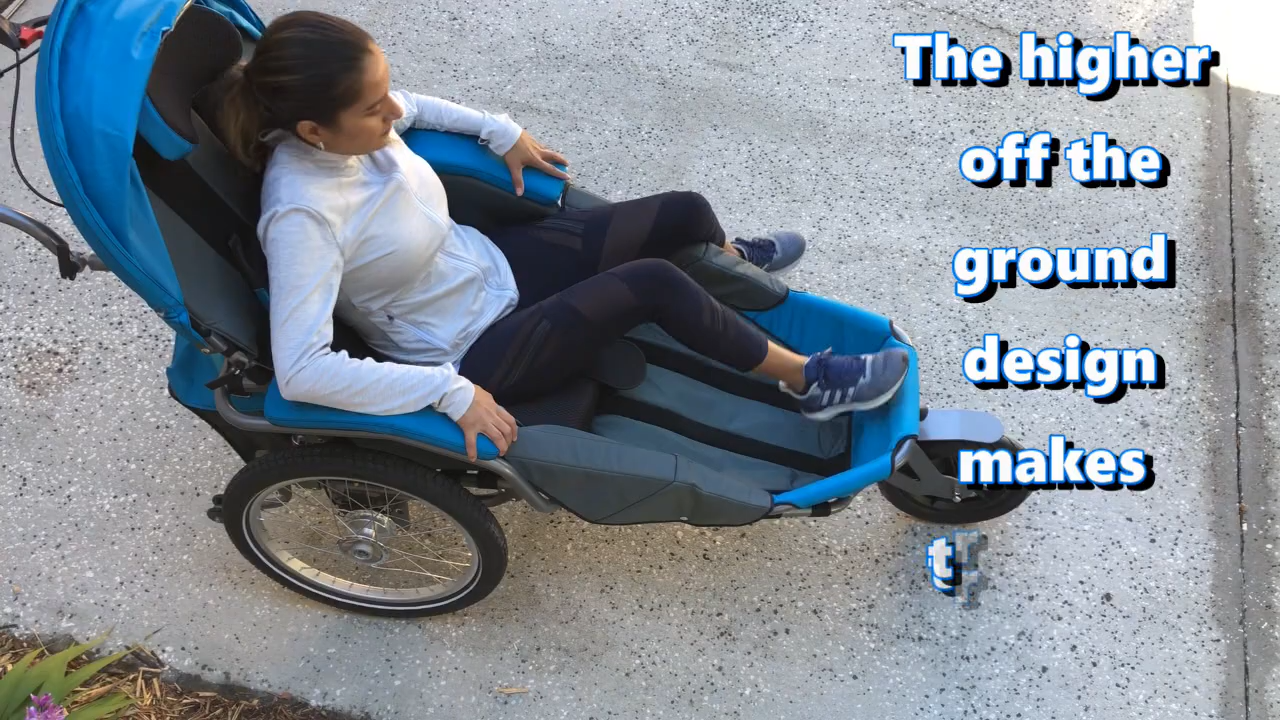 The higher
off the
ground
design
makes
t